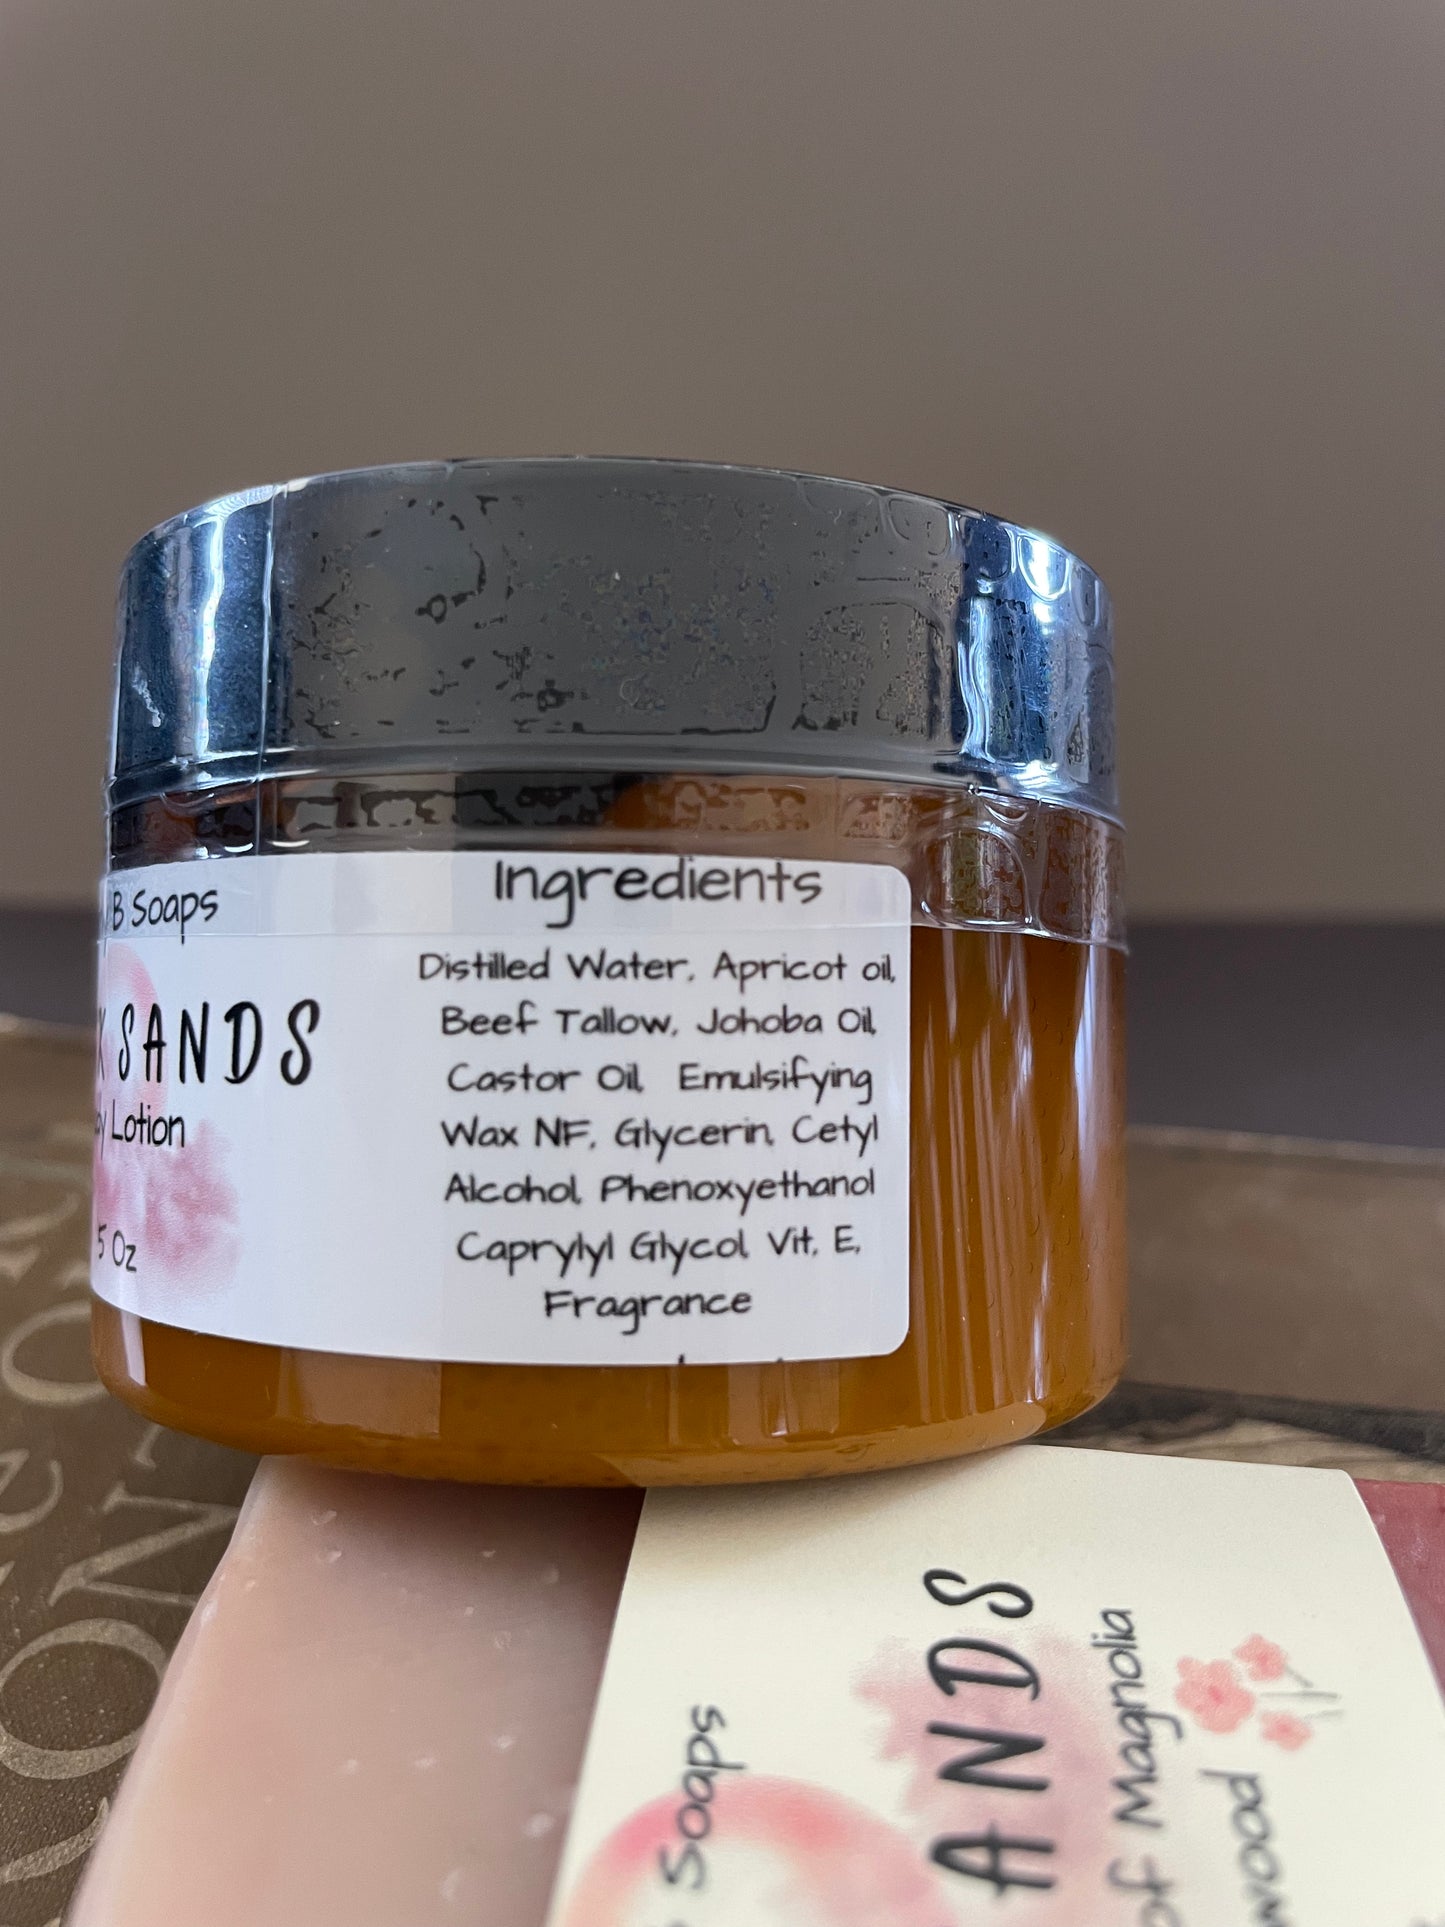 B Soaps
SANDS
Lotion
5 Oz
Ingredients
Distilled Water, Apricot oil,
Beef Tallow, Johoba Oil,
Castor Oil, Emulsifying
Wax NF, Glycerin, Cetyl
Alcohol, Phenoxyethanol
Caprylyl Glycol, Vit, E,
Fragrance
Soaps
ANDS
of Magnolia
wood